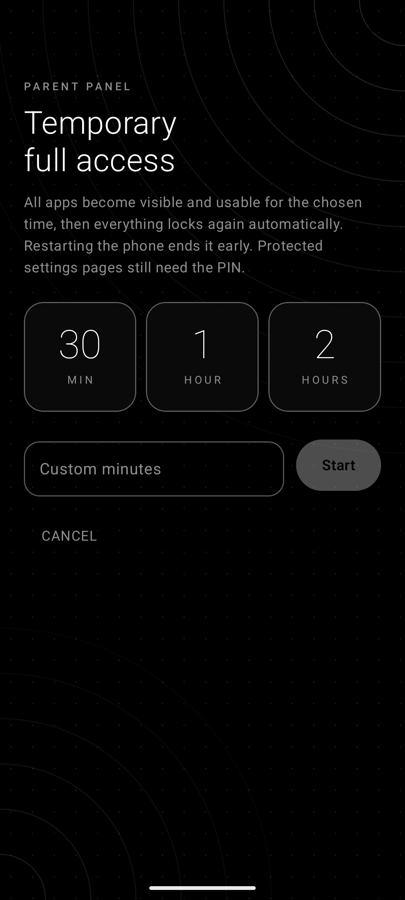 PARENT PANEL
Temporary
full access
All apps become visible and usable for the chosen
time, then everything locks again automatically.
Restarting the phone ends it early. Protected
settings pages still need the PIN.
30 1 2
MIN HOUR HOURS
Custom minutes Start
CANCEL